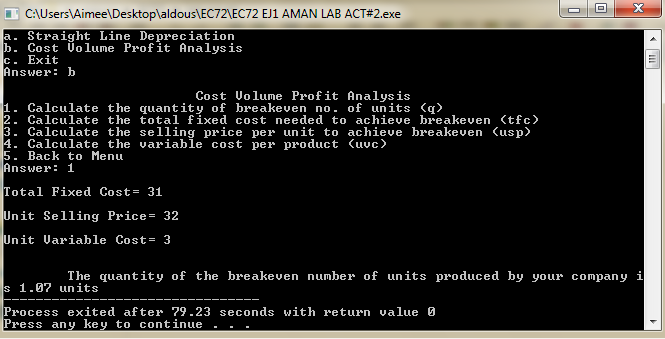 C:\Users\Aimee\Desktop\aldous\EC72\EC72 EJ1 AMAN LAB ACT#2.exe
a. Straight Line Depreciation
b. Cost Volume Profit Analysis
c. Exit
Answer: b
Cost Volume Profit Analysis
1. Calculate the quantity of breakeven no. of units (q)
2. Calculate the total fixed cost needed to achieve breakeven (tfc)
3. Calculate the selling price per unit to achieve breakeven (usp)
4. Calculate the variable cost per product (uvc)
5. Back to Menu
Answer: 1
Total Fixed Cost= 31
Unit Selling Price= 32
Unit Variable Cost= 3
The quantity of the breakeven number of units produced by your company i
s 1.07 units
--------------------------------
Process exited after 79.23 seconds with return value 0
Press any key to continue . . .